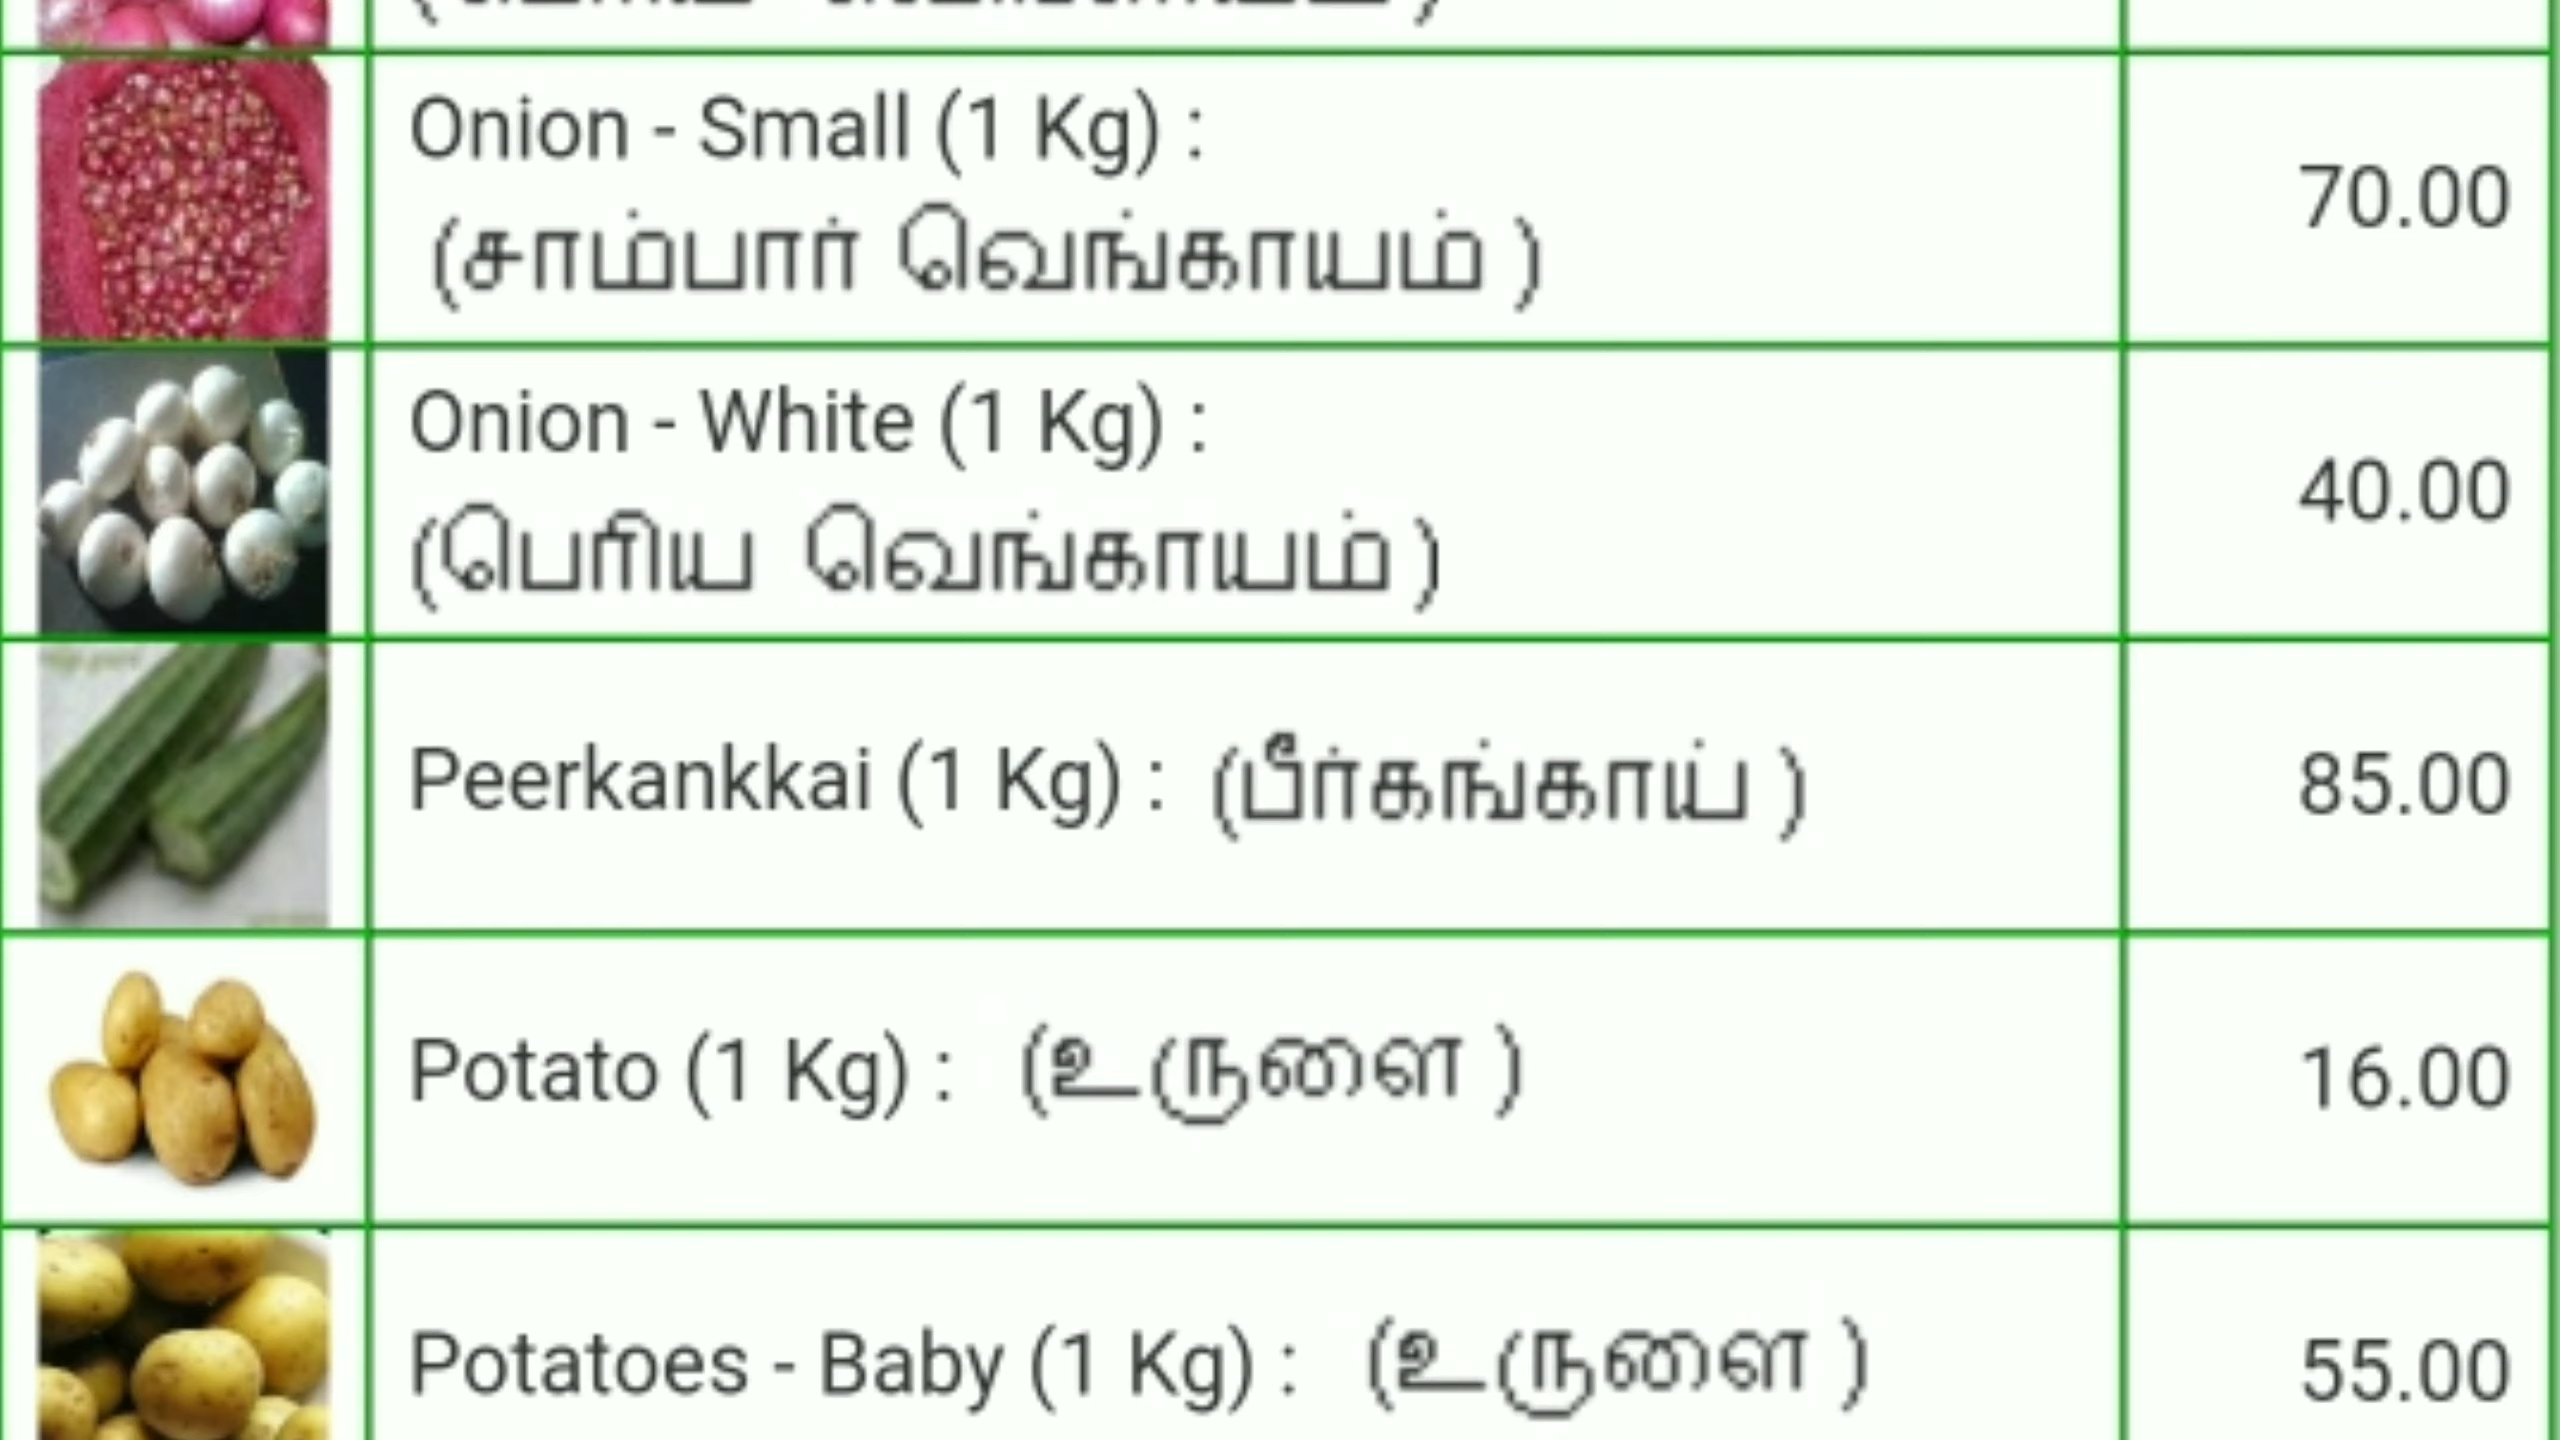 Onion - Small (1 Kg) :
(சாம்பார் வெங்காயம் )
70.00
Onion - White (1 Kg) :
(பெரிய வெங்காயம் )
40.00
Peerkankkai (1 Kg) : (பீர்கங்காய் )
85.00
Potato (1 Kg) : (உருளை )
16.00
Potatoes - Baby (1 Kg) : (உருளை )
55.00